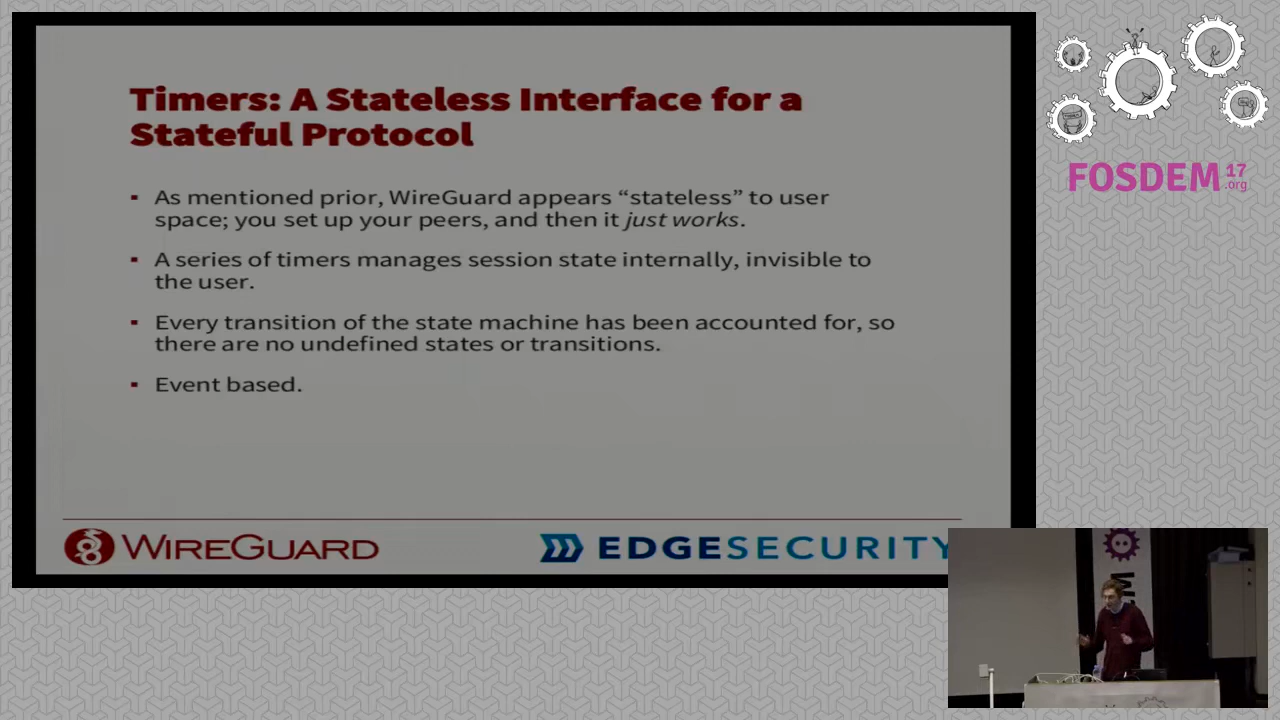 Timers: A Stateless Interface for a
Stateful Protocol
▪ As mentioned prior, WireGuard appears “stateless” to user
space; you set up your peers, and then it just works.
▪ A series of timers manages session state internally, invisible to
the user.
▪ Every transition of the state machine has been accounted for, so
there are no undefined states or transitions.
▪ Event based.
WIREGUARD
EDGESECURITY
FOSDEM 17
.org